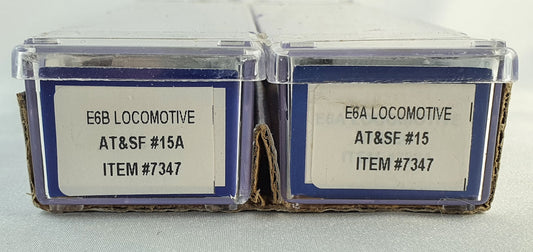 E6B LOCOMOTIVE
AT&SF #15A
ITEM #7347
E6A LOCOMOTIVE
AT&SF #15
ITEM #7347